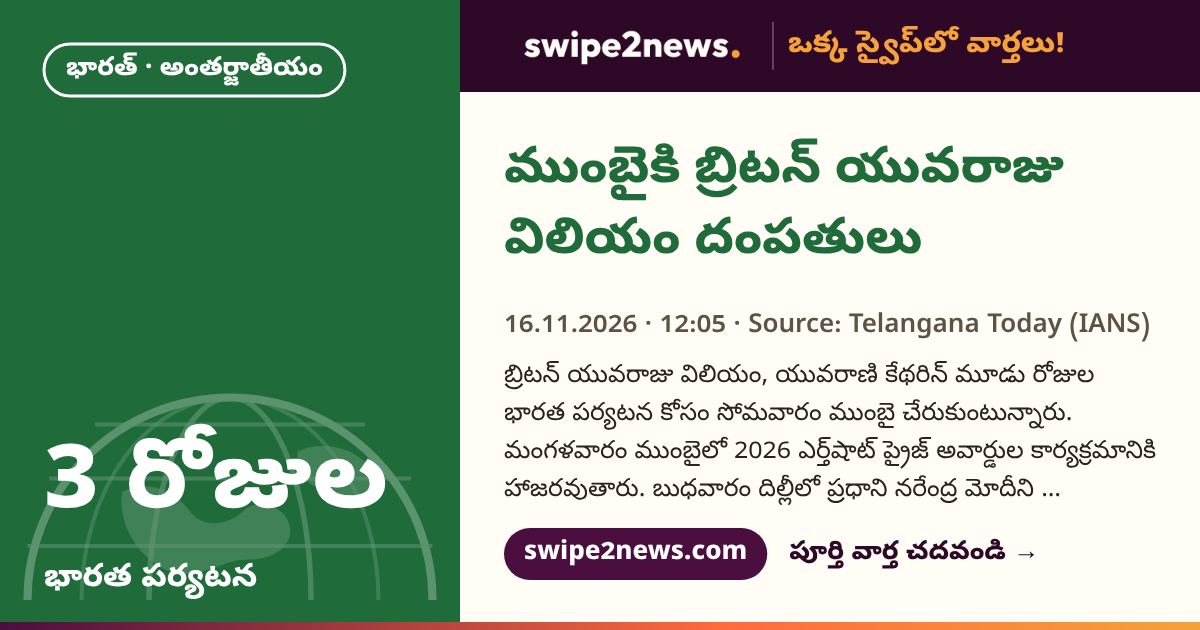 భారత్ · అంతర్జాతీయం
3 రోజుల
భారత పర్యటన
swipe2news.
ఒక్క స్వైప్‌లో వార్తలు!
ముంబైకి బ్రిటన్ యువరాజు
విలియం దంపతులు
16.11.2026 · 12:05 · Source: Telangana Today (IANS)
బ్రిటన్ యువరాజు విలియం, యువరాణి కేథరిన్ మూడు రోజుల
భారత పర్యటన కోసం సోమవారం ముంబై చేరుకుంటున్నారు.
మంగళవారం ముంబైలో 2026 ఎర్త్‌షాట్ ప్రైజ్ అవార్డుల కార్యక్రమానికి
హాజరవుతారు. బుధవారం దిల్లీలో ప్రధాని నరేంద్ర మోదీని ...
swipe2news.com
పూర్తి వార్త చదవండి →